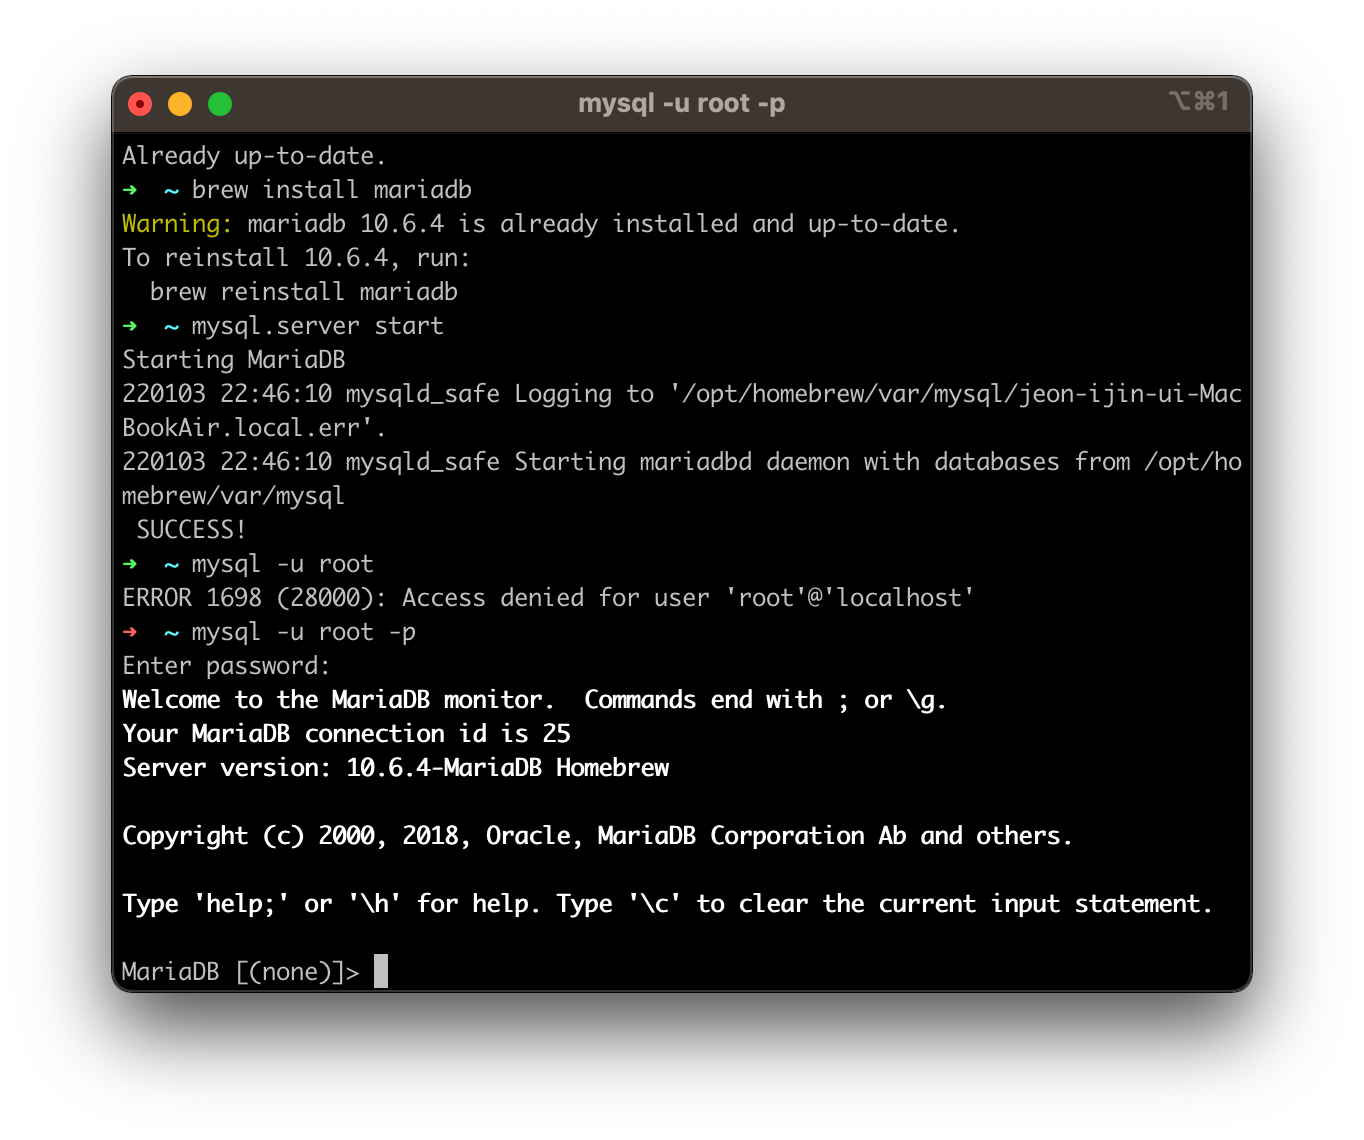 mysql -u root -p
⌥⌘1
Already up-to-date.
➜  ~ brew install mariadb
Warning: mariadb 10.6.4 is already installed and up-to-date.
To reinstall 10.6.4, run:
  brew reinstall mariadb
➜  ~ mysql.server start
Starting MariaDB
220103 22:46:10 mysqld_safe Logging to '/opt/homebrew/var/mysql/jeon-ijin-ui-Mac
BookAir.local.err'.
220103 22:46:10 mysqld_safe Starting mariadbd daemon with databases from /opt/ho
mebrew/var/mysql
 SUCCESS!
➜  ~ mysql -u root
ERROR 1698 (28000): Access denied for user 'root'@'localhost'
➜  ~ mysql -u root -p
Enter password:
Welcome to the MariaDB monitor.  Commands end with ; or \g.
Your MariaDB connection id is 25
Server version: 10.6.4-MariaDB Homebrew

Copyright (c) 2000, 2018, Oracle, MariaDB Corporation Ab and others.

Type 'help;' or '\h' for help. Type '\c' to clear the current input statement.

MariaDB [(none)]>